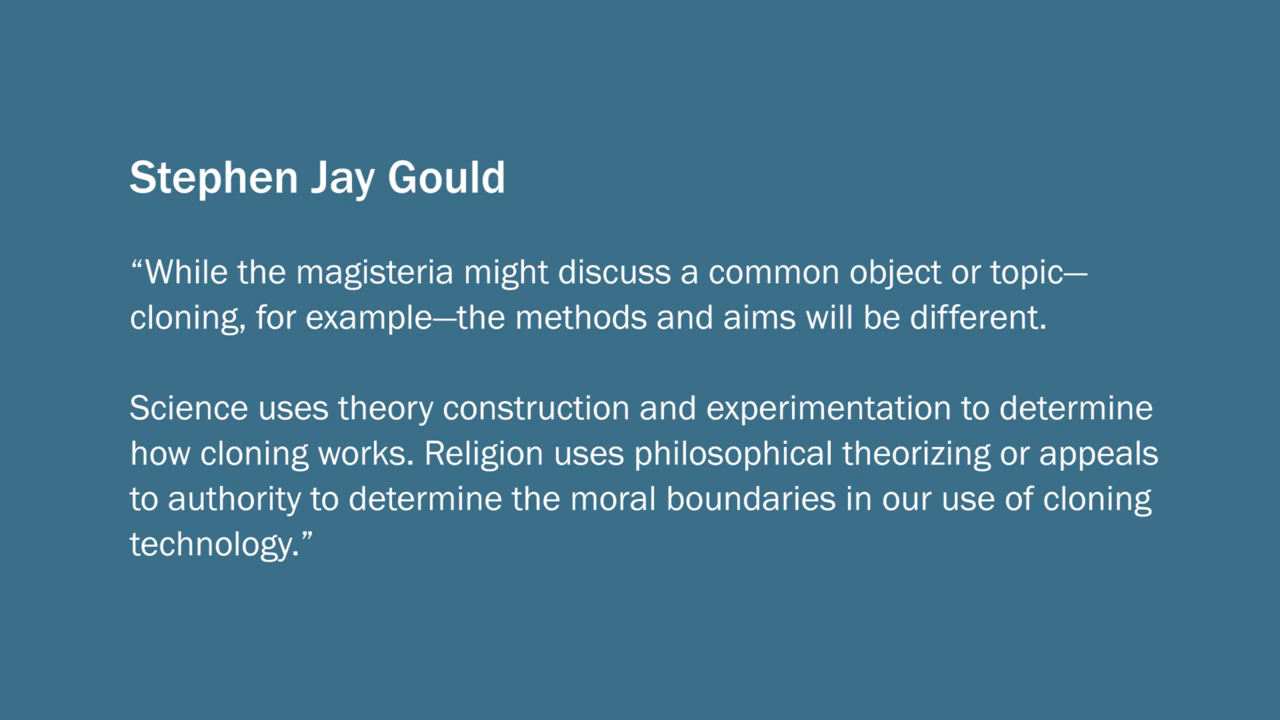 Stephen Jay Gould
“While the magisteria might discuss a common object or topic—
cloning, for example—the methods and aims will be different.
Science uses theory construction and experimentation to determine
how cloning works. Religion uses philosophical theorizing or appeals
to authority to determine the moral boundaries in our use of cloning
technology.”